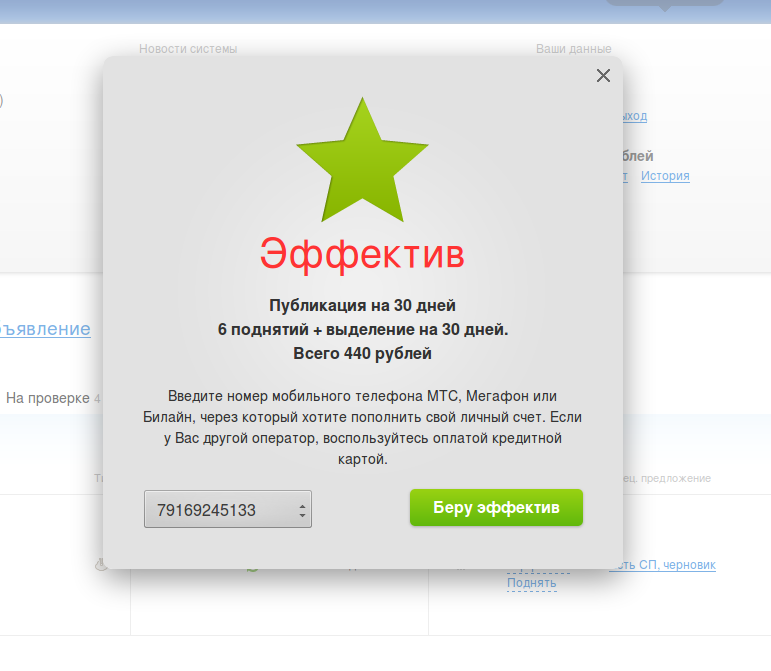 Новости системы
Ваши данные
)
ыход
блей
т История
Эффектив
Публикация на 30 дней
6 поднятий + выделение на 30 дней.
Всего 440 рублей
ъявление
Введите номер мобильного телефона МТС, Мегафон или
На проверке 4
Билайн, через который хотите пополнить свой личный счет. Если
у Вас другой оператор, воспользуйтесь оплатой кредитной
картой.
ец. предложение
79169245133
Беру эффектив
ть СП, черновик
Поднять